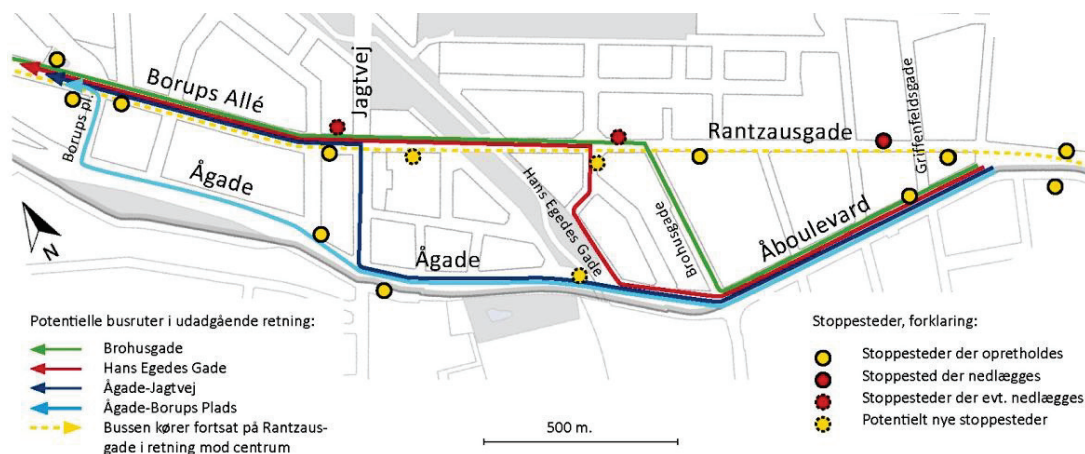 Jagtvej
Borups Allé
Rantzausgade
Griffenfeldsgade
Borups pl.
Ågade
Hans Egedes Gade
Brohusgade
Åboulevard
Ågade
N
Potentielle busruter i udadgående retning:
Brohusgade
Hans Egedes Gade
Ågade-Jagtvej
Ågade-Borups Plads
Bussen kører fortsat på Rantzaus-
gade i retning mod centrum
500 m.
Stoppesteder, forklaring:
Stoppesteder der opretholdes
Stoppested der nedlægges
Stoppesteder der evt. nedlægges
Potentielt nye stoppesteder